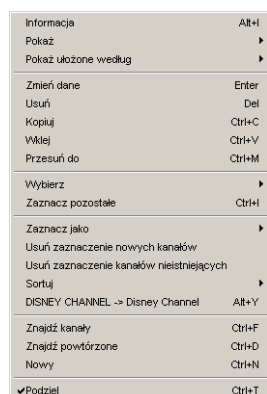 Informacja Alt+I
Pokaż
Pokaż ułożone według
Zmień dane Enter
Usuń Del
Kopiuj Ctrl+C
Wklej Ctrl+V
Przesuń do Ctrl+M
Wybierz
Zaznacz pozostałe Ctrl+I
Zaznacz jako
Usuń zaznaczenie nowych kanałów
Usuń zaznaczenie kanałów nieistniejących
Sortuj
DISNEY CHANNEL -> Disney Channel Alt+Y
Znajdź kanały Ctrl+F
Znajdź powtórzone Ctrl+D
Nowy Ctrl+N
Podziel Ctrl+T